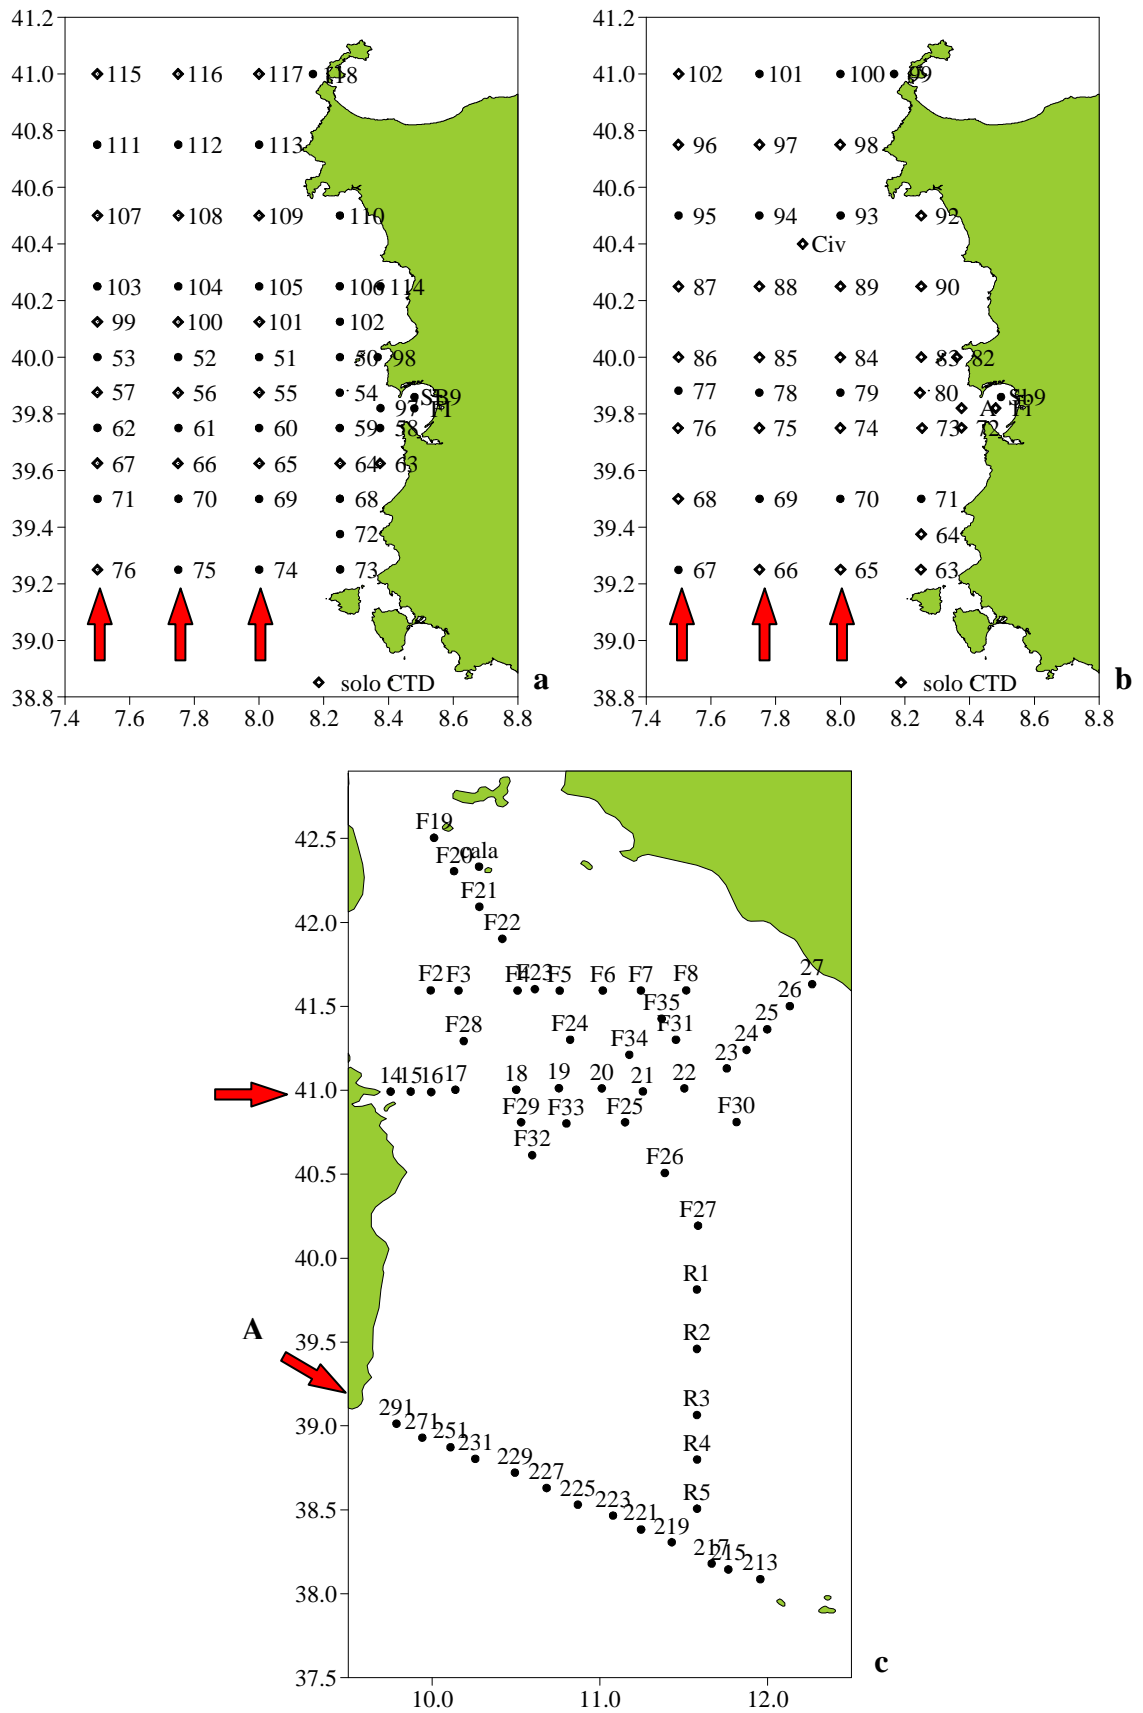 41.2
41.0 115 116 117 118
40.8 111 112 113
40.6
107 108 109 110
40.4
103 104 105 106 114
40.2
99 100 101 102
40.0 53 52 51 50 98
57 56 55 54 SB9
39.8 97 F1
62 61 60 59 58
39.6 67 66 65 64 63
71 70 69 68
39.4 72
39.2 76 75 74 73
39.0
solo CTD a
38.8
7.4 7.6 7.8 8.0 8.2 8.4 8.6 8.8
41.2
41.0 102 101 100 99
40.8 96 97 98
40.6
95 94 93 92
40.4 Civ
87 88 89 90
40.2
40.0 86 85 84 83 82
77 78 79 80 Sb9
39.8 A F1
76 75 74 73 72
39.6
68 69 70 71
39.4 64
39.2 67 66 65 63
39.0
solo CTD b
38.8
7.4 7.6 7.8 8.0 8.2 8.4 8.6 8.8
F19
42.5
F20 cala
F21
42.0 F22
27
F2 F3 F4 F23 F5 F6 F7 F8 26
41.5 F35 25
F28 F24 F34 F31 24
23
41.0 14 15 16 17 18 19 20 21 22
F29 F33 F25 F30
F32
40.5 F26
F27
40.0
R1
A
39.5 R2
291 R3
39.0 271
251 R4
231
229
227 R5
38.5 225
223
221
219
217 215 213
38.0
c
37.5
10.0 11.0 12.0